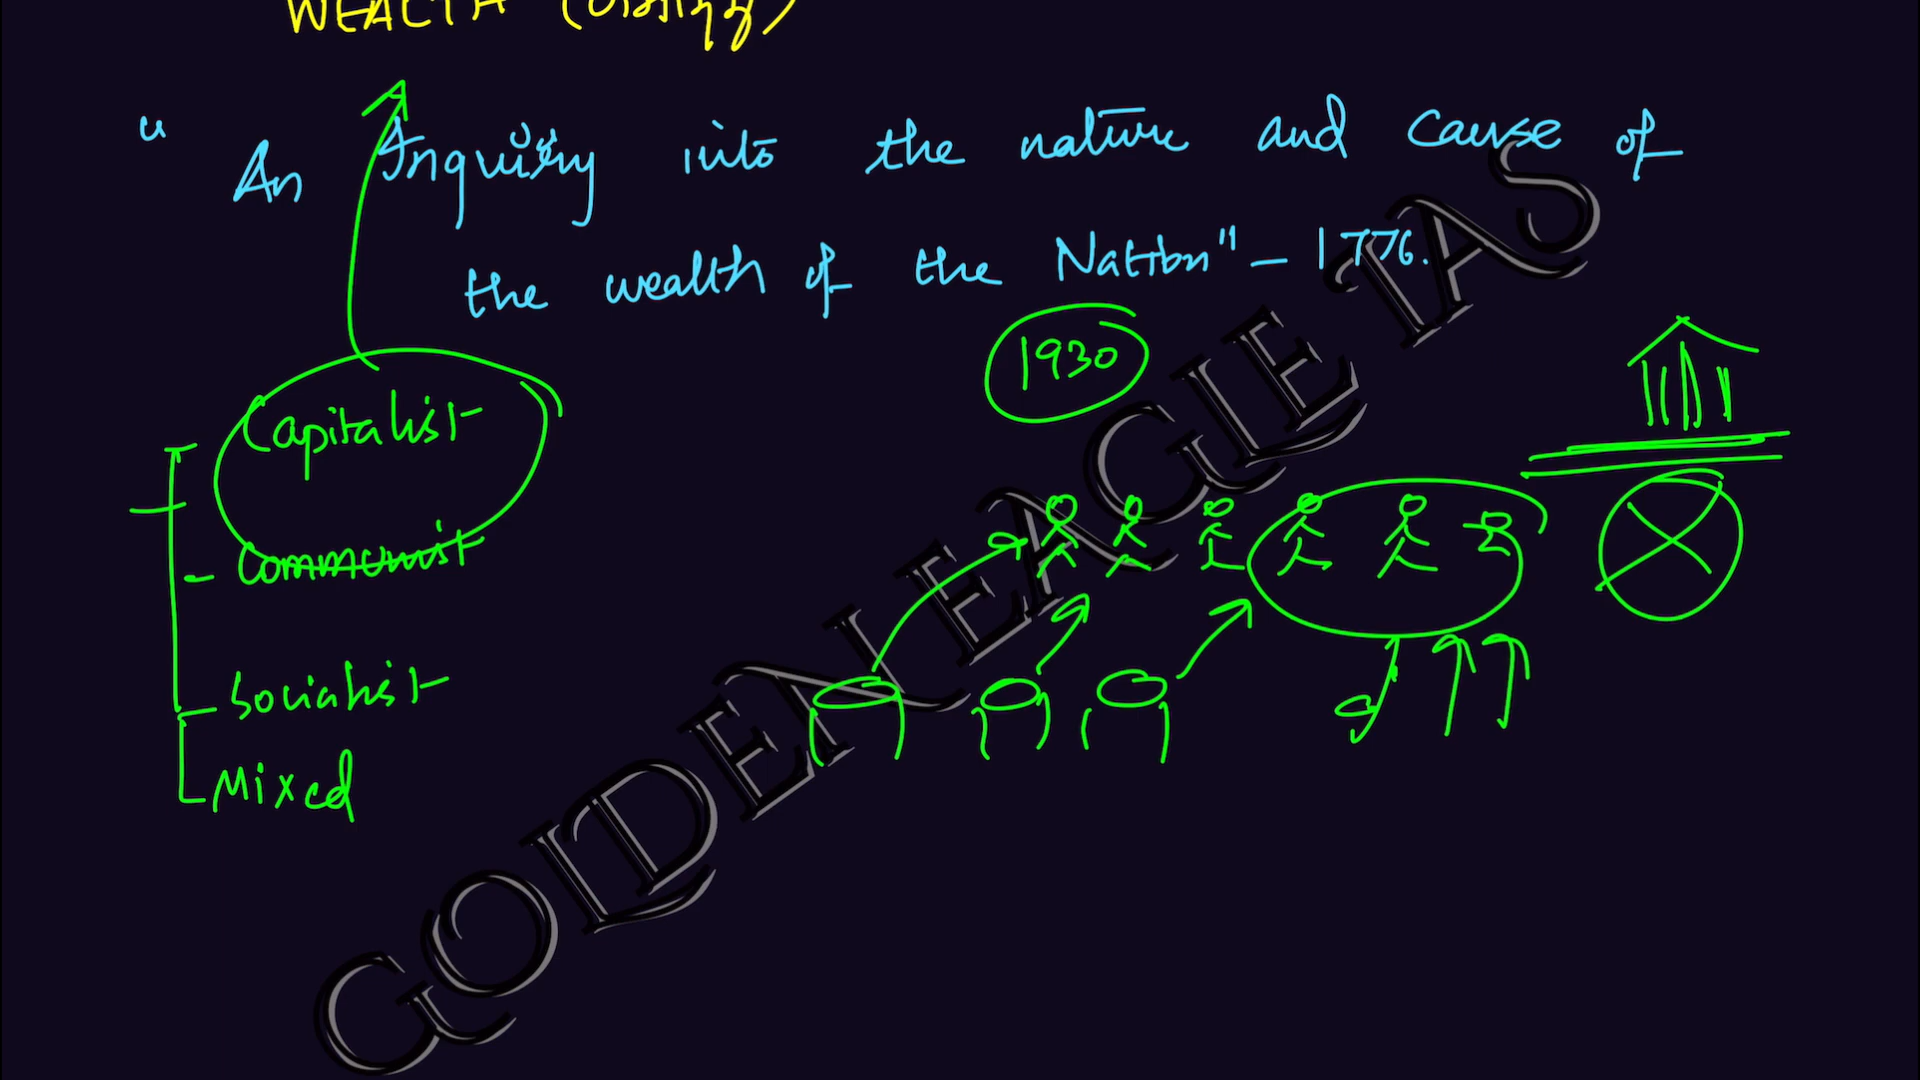 WEALTH
" An Inquiry into the nature and cause of
the wealth of the Nation" - 1776.
1930
Capitalist
- Communist
Socialist
Mixed
GOLDEN EAGLE IAS